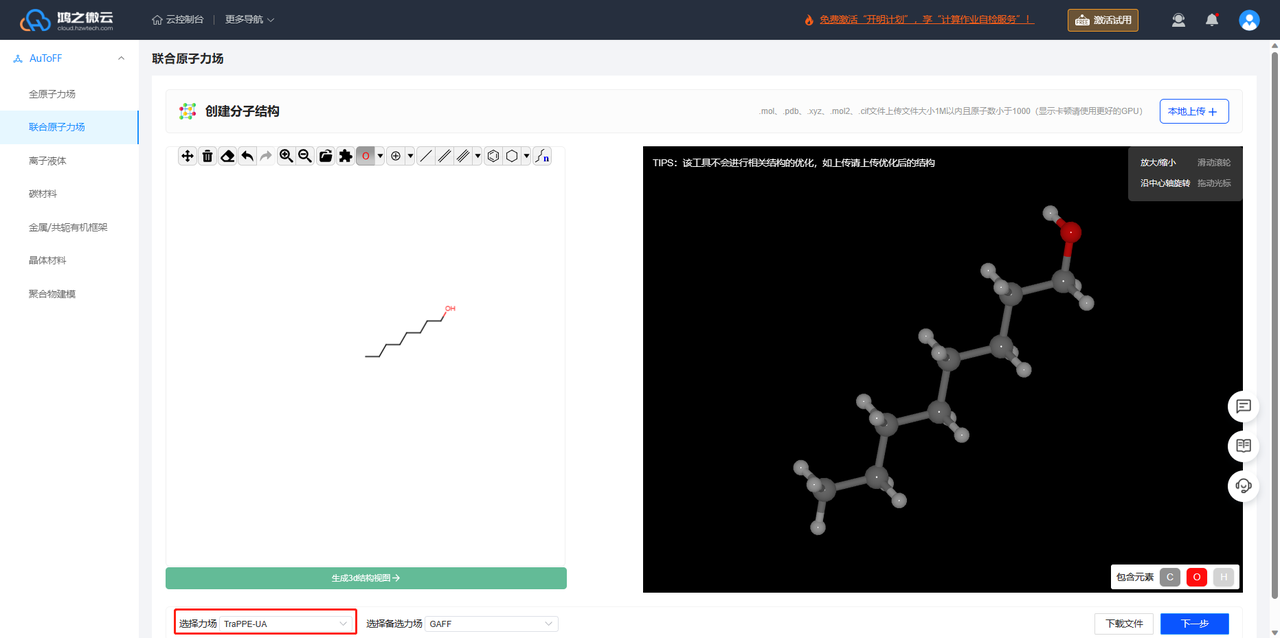 鸿之微云
cloud.hzwtech.com
云控制台
更多导航
免费激活“开明计划”，享“计算作业自检服务”！
激活试用
AuToFF
全原子力场
联合原子力场
离子液体
碳材料
金属/共轭有机框架
晶体材料
聚合物建模
联合原子力场
创建分子结构
.mol、.pdb、.xyz、.mol2、.cif文件上传文件大小1M以内且原子数小于1000（显示卡顿请使用更好的GPU）
本地上传
O
n
OH
生成3d结构视图
TIPS：该工具不会进行相关结构的优化，如上传请上传优化后的结构
放大/缩小 滑动滚轮
沿中心轴旋转 拖动光标
包含元素 C O H
选择力场 TraPPE-UA
选择备选力场 GAFF
下载文件
下一步